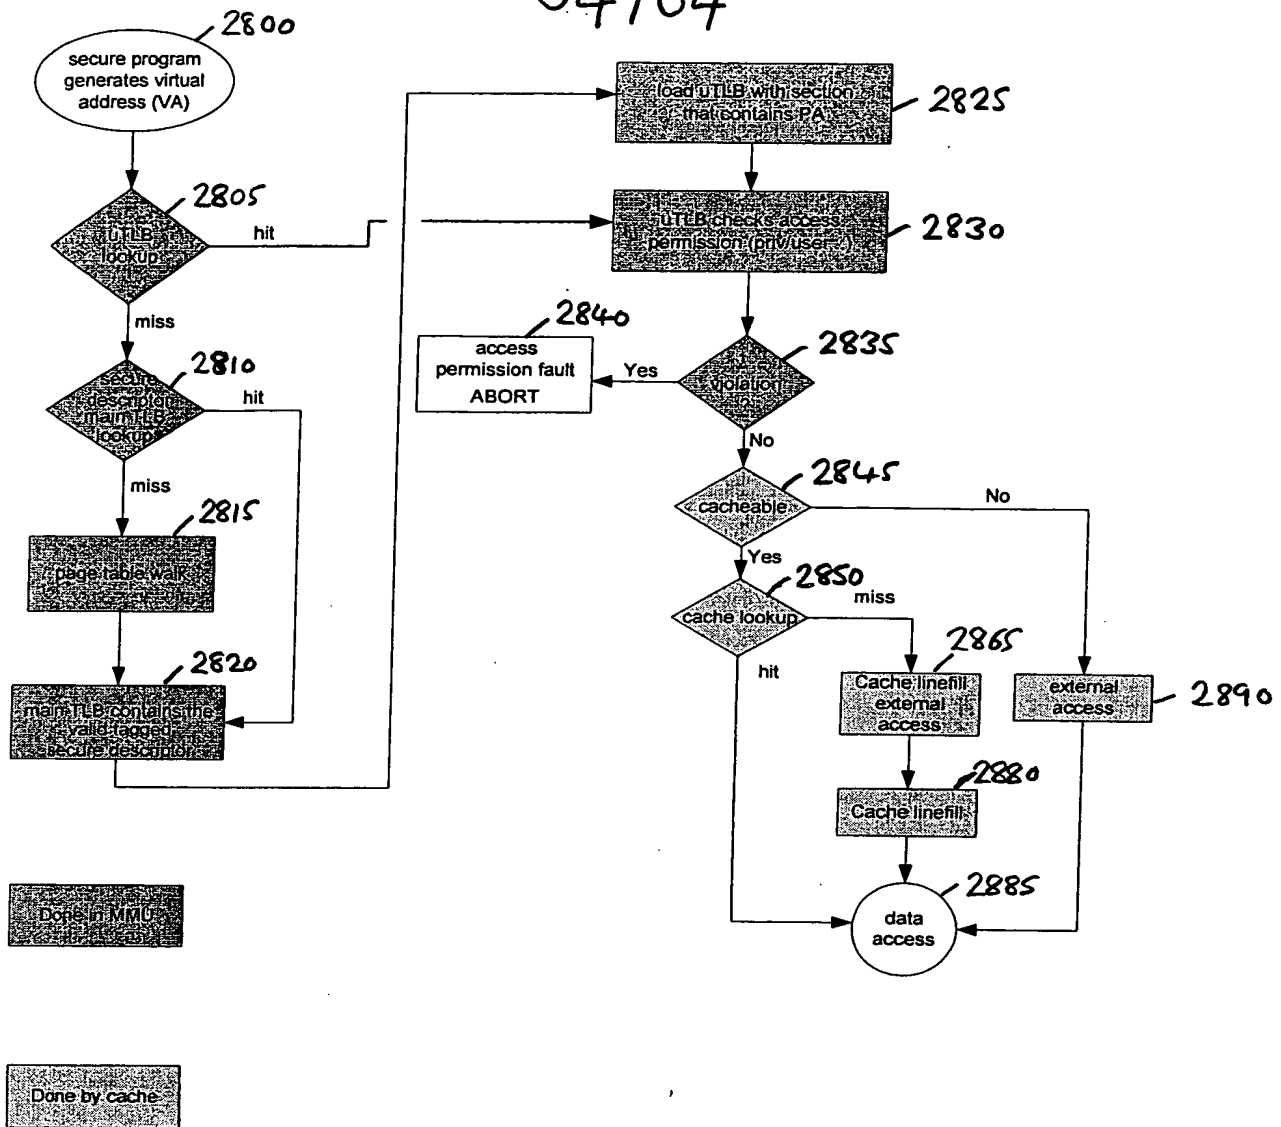 54/64
2800
secure program
generates virtual
address (VA)
2805
uTLB
lookup
hit
miss
2810
secure
descriptor
main TLB
lookup
hit
miss
2815
page table walk
2820
main TLB contains the
valid tagged
secure descriptor
load uTLB with section
that contains PA
2825
uTLB checks access
permission (priv/user...)
2830
2840
access
permission fault
ABORT
Yes
2835
violation
No
2845
cacheable
No
Yes
2850
cache lookup
miss
hit
2865
Cache linefill
external
access
external
access
2890
2880
Cache linefill
2885
data
access
Done in MMU
Done by cache